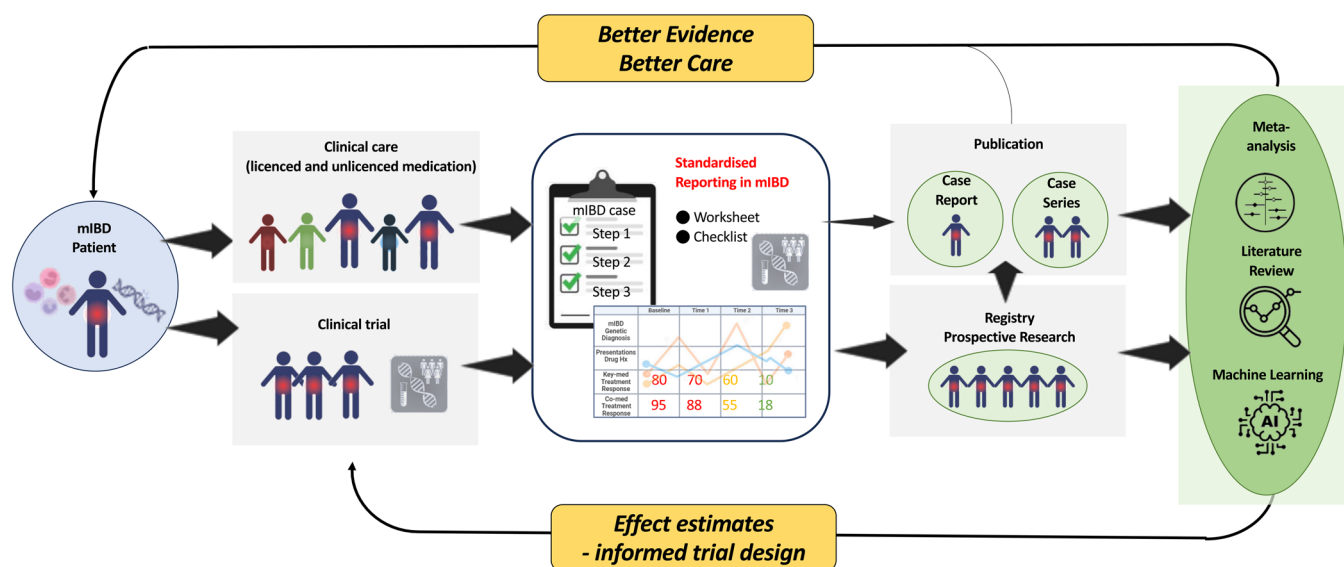 Better Evidence
Better Care
mIBD
Patient
Clinical care
(licenced and unlicenced medication)
Clinical trial
mIBD case
Step 1
Step 2
Step 3
Standardised
Reporting in mIBD
Worksheet
Checklist
Baseline Time 1 Time 2 Time 3
mIBD
Genetic
Diagnosis
Presentations
Drug Hx
Key-med
Treatment
Response
80 70 60 10
Co-med
Treatment
Response
95 88 55 18
Publication
Case
Report
Case
Series
Registry
Prospective Research
Meta-
analysis
Literature
Review
Machine Learning
AI
Effect estimates
- informed trial design